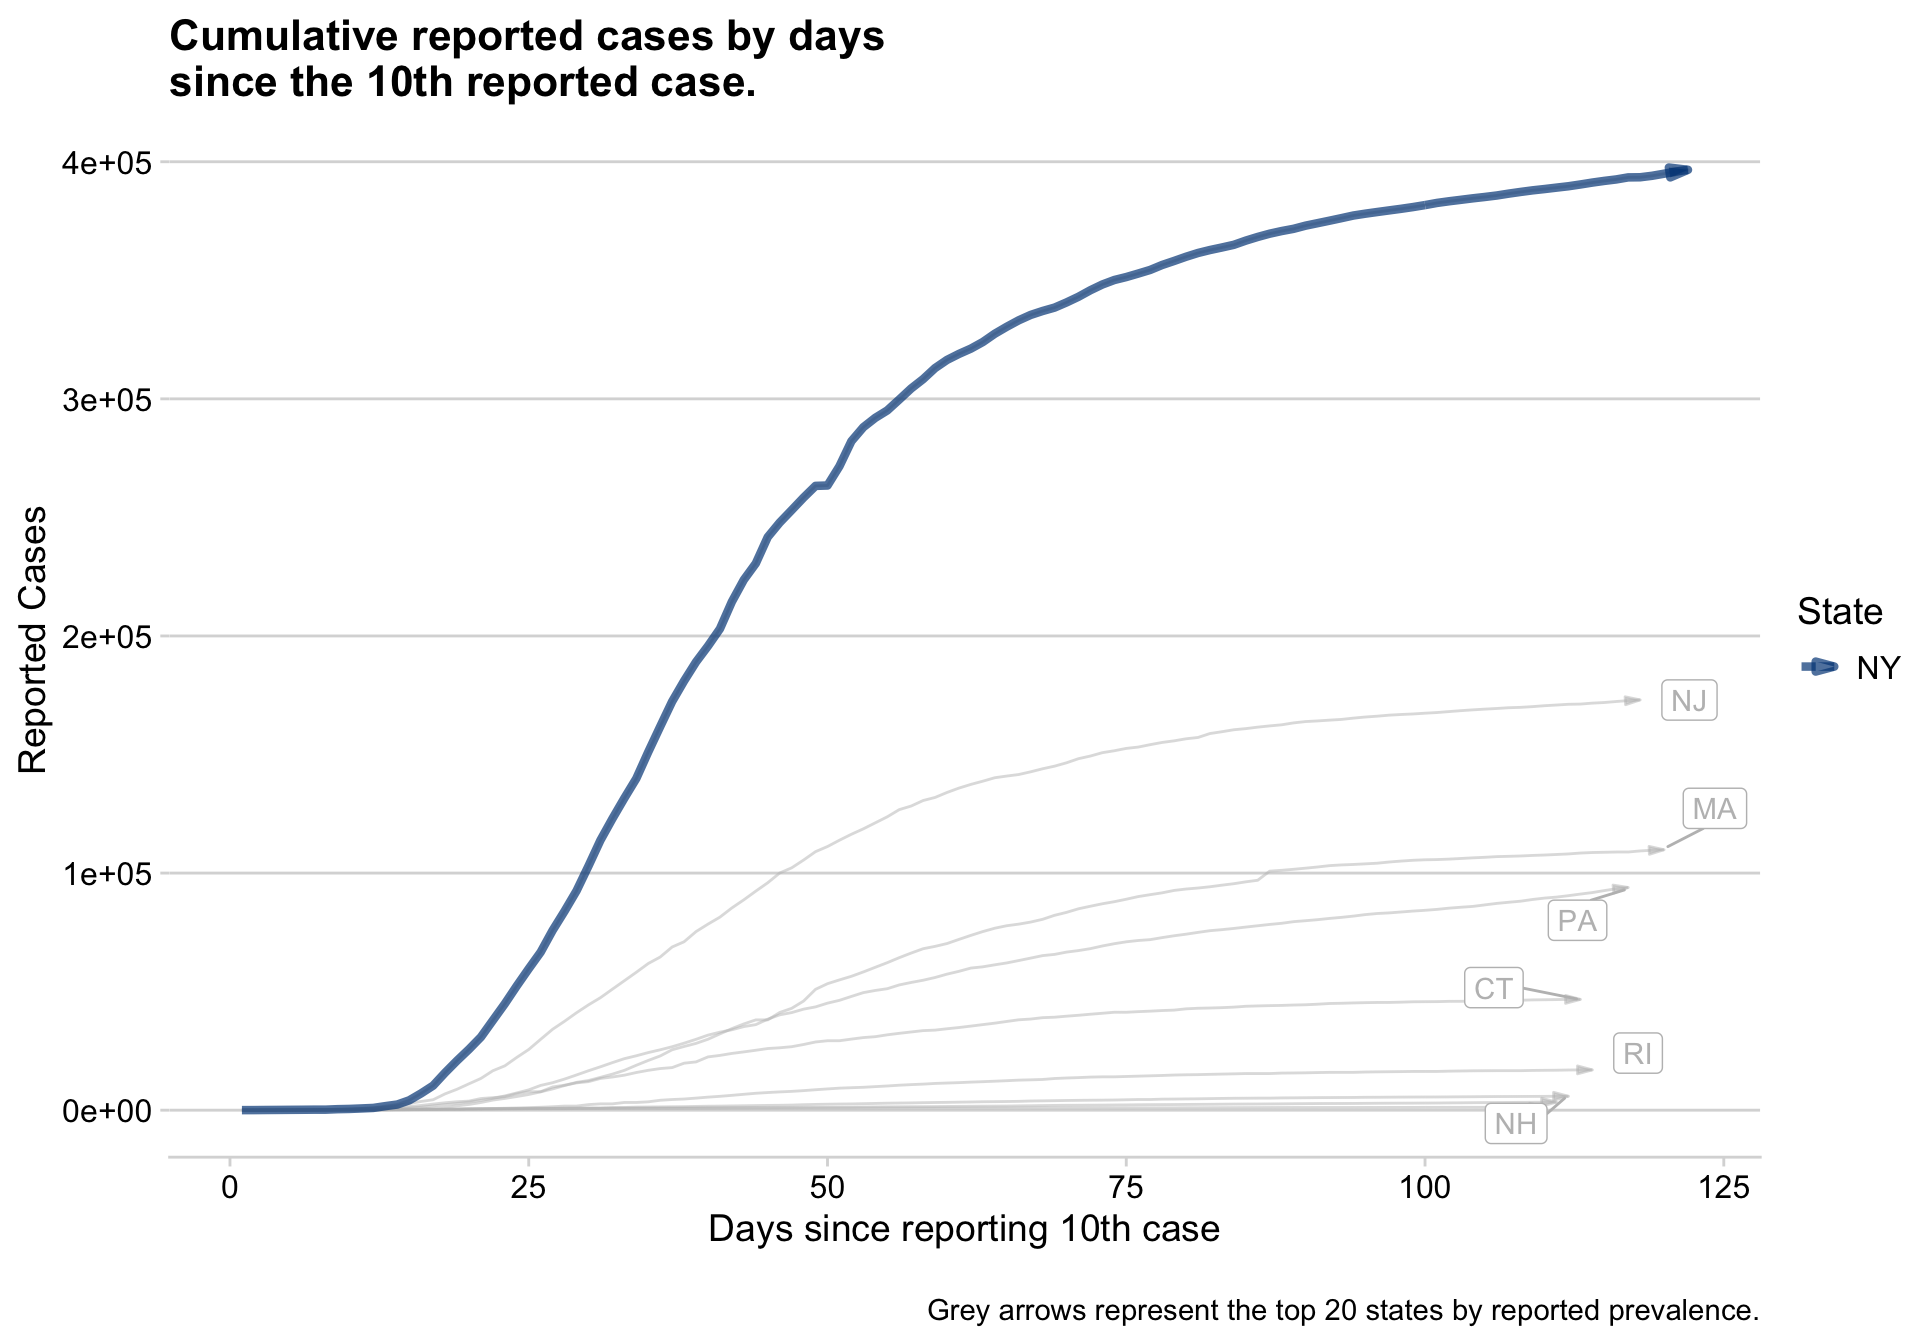 Cumulative reported cases by days
since the 10th reported case.
4e+05
3e+05
2e+05
1e+05
0e+00
Reported Cases
NJ
MA
PA
CT
RI
NH
State
NY
0 25 50 75 100 125
Days since reporting 10th case
Grey arrows represent the top 20 states by reported prevalence.